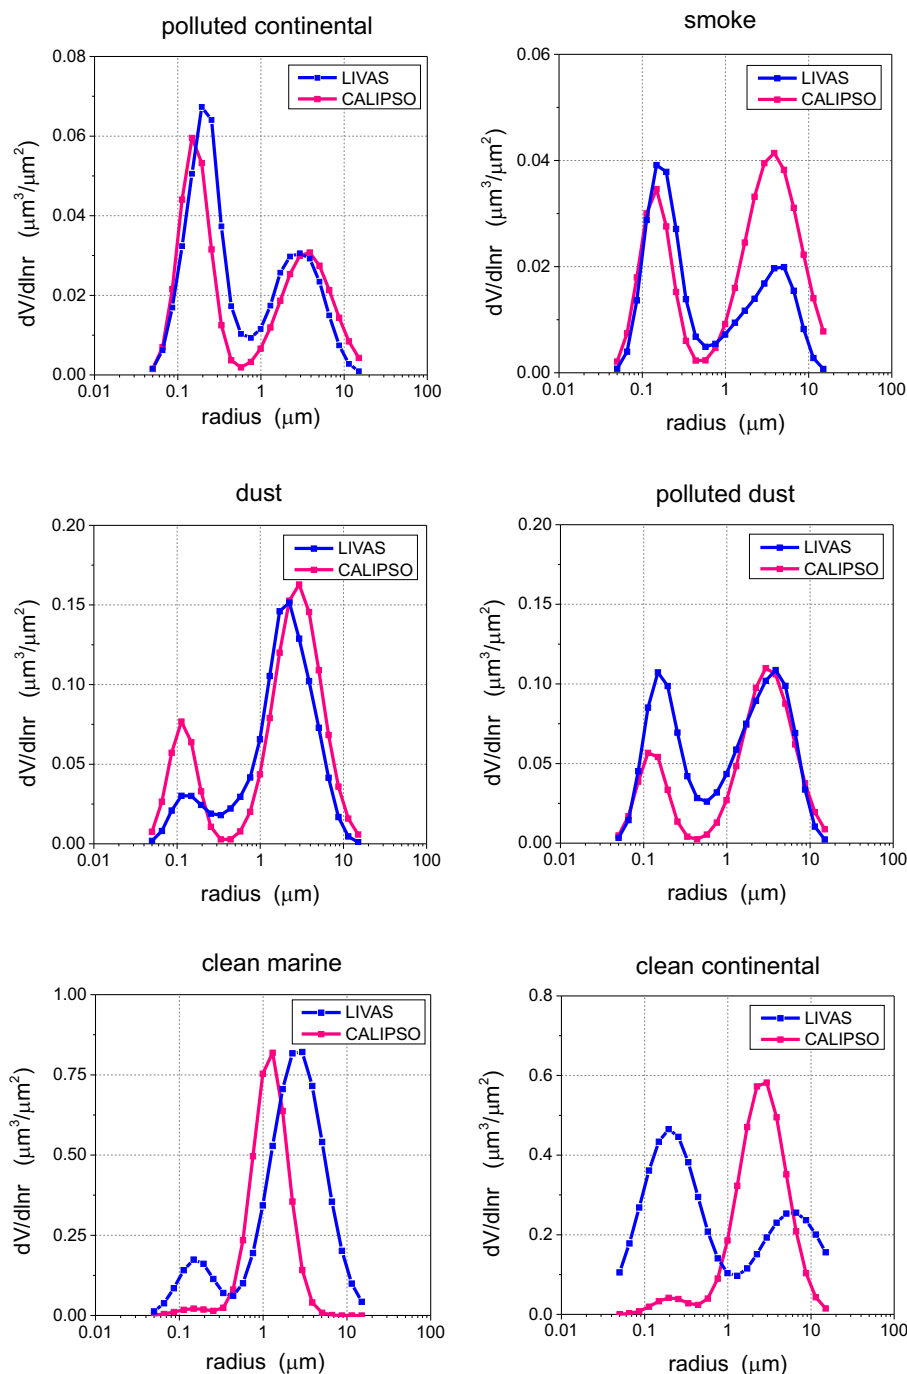 polluted continental
0.08
0.06
0.04
0.02
0.00
dV/dlnr (μm³/μm²)
LIVAS
CALIPSO
0.01
0.1
1
10
100
radius (μm)
smoke
0.06
0.04
0.02
0.00
dV/dlnr (μm³/μm²)
LIVAS
CALIPSO
0.01
0.1
1
10
100
radius (μm)
dust
0.20
0.15
0.10
0.05
0.00
dV/dlnr (μm³/μm²)
LIVAS
CALIPSO
0.01
0.1
1
10
100
radius (μm)
polluted dust
0.20
0.15
0.10
0.05
0.00
dV/dlnr (μm³/μm²)
LIVAS
CALIPSO
0.01
0.1
1
10
100
radius (μm)
clean marine
1.00
0.75
0.50
0.25
0.00
dV/dlnr (μm³/μm²)
LIVAS
CALIPSO
0.01
0.1
1
10
100
radius (μm)
clean continental
0.8
0.6
0.4
0.2
0.0
dV/dlnr (μm³/μm²)
LIVAS
CALIPSO
0.01
0.1
1
10
100
radius (μm)